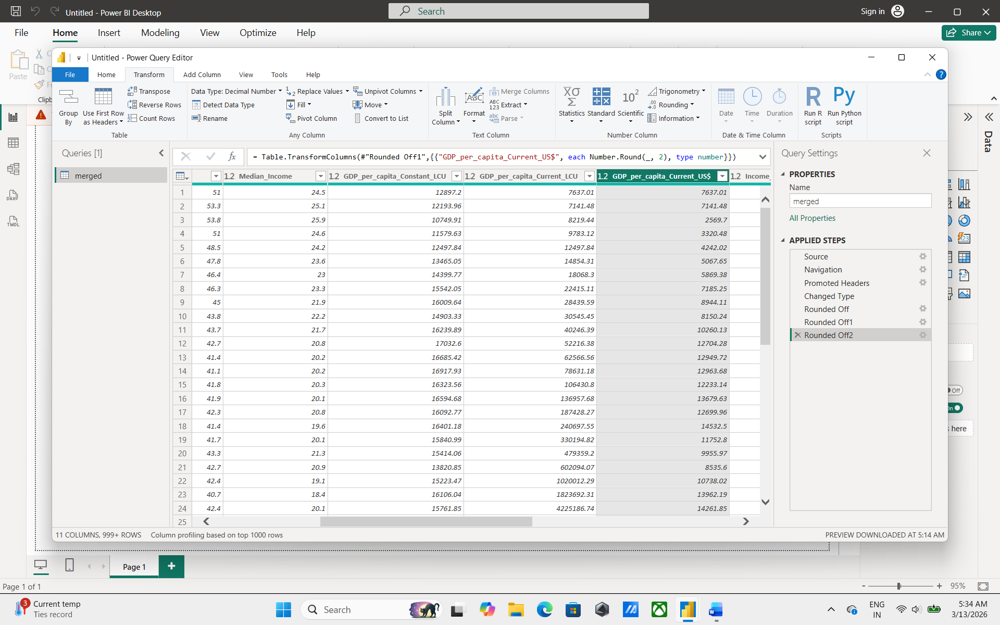 Untitled - Power BI Desktop
Search
Sign in
File
Home
Insert
Modeling
View
Optimize
Help
Share
Paste
Untitled - Power Query Editor
File
Home
Transform
Add Column
View
Tools
Help
Group By
Use First Row as Headers
Transpose
Reverse Rows
Count Rows
Table
Data Type: Decimal Number
Detect Data Type
Rename
Replace Values
Fill
Pivot Column
Unpivot Columns
Move
Convert to List
Any Column
Split Column
Format
Merge Columns
Extract
Parse
Text Column
Statistics
Standard
Scientific
Trigonometry
Rounding
Information
Number Column
Date
Time
Duration
Date & Time Column
Run R script
Run Python script
Scripts
Data
Queries [1]
merged
= Table.TransformColumns(#"Rounded Off1",{{"GDP_per_capita_Current_US$", each Number.Round(_, 2), type number}})
1.2 Median_Income 1.2 GDP_per_capita_Constant_LCU 1.2 GDP_per_capita_Current_LCU 1.2 GDP_per_capita_Current_US$ 1.2 Income_
1 51 24.5 12897.2 7637.01 7637.01
2 53.3 25.1 12193.96 7141.48 7141.48
3 53.8 25.9 10749.91 8219.44 2569.7
4 51 24.6 11579.63 9783.12 3320.48
5 48.5 24.2 12497.84 12497.84 4242.02
6 47.8 23.6 13465.05 14854.31 5067.65
7 46.4 23 14399.77 18068.3 5869.38
8 46.3 23.3 15542.05 22415.11 7185.25
9 45 21.9 16009.64 28439.59 8944.11
10 43.8 22.2 14903.33 30545.45 8150.24
11 43.7 21.7 16239.89 40246.39 10260.13
12 42.7 20.8 17032.6 52216.38 12704.28
13 41.4 20.2 16685.42 62566.56 12949.72
14 41.1 20.2 16917.93 78631.18 12963.68
15 41.8 20.3 16323.56 106430.8 12233.14
16 41.9 20.1 16594.68 136957.68 13679.63
17 42.3 20.8 16092.77 187428.27 12699.96
18 41.4 19.6 16401.18 240697.55 14532.5
19 41.7 20.1 15840.99 330194.82 11752.8
20 43.3 21.3 15414.06 479359.2 9955.97
21 42.7 20.9 13820.85 602094.07 8535.6
22 42.4 19.1 15223.47 1020012.29 10738.02
23 40.7 18.4 16106.04 1823692.31 13962.19
24 42.4 20.1 15761.85 4225186.74 14261.85
25
Query Settings
PROPERTIES
Name
merged
All Properties
APPLIED STEPS
Source
Navigation
Promoted Headers
Changed Type
Rounded Off
Rounded Off1
Rounded Off2
Off
On
here
11 COLUMNS, 999+ ROWS
Column profiling based on top 1000 rows
PREVIEW DOWNLOADED AT 5:14 AM
Page 1
Page 1 of 1
95%
3
Current temp
Ties record
Search
ENG
IN
5:34 AM
3/13/2026